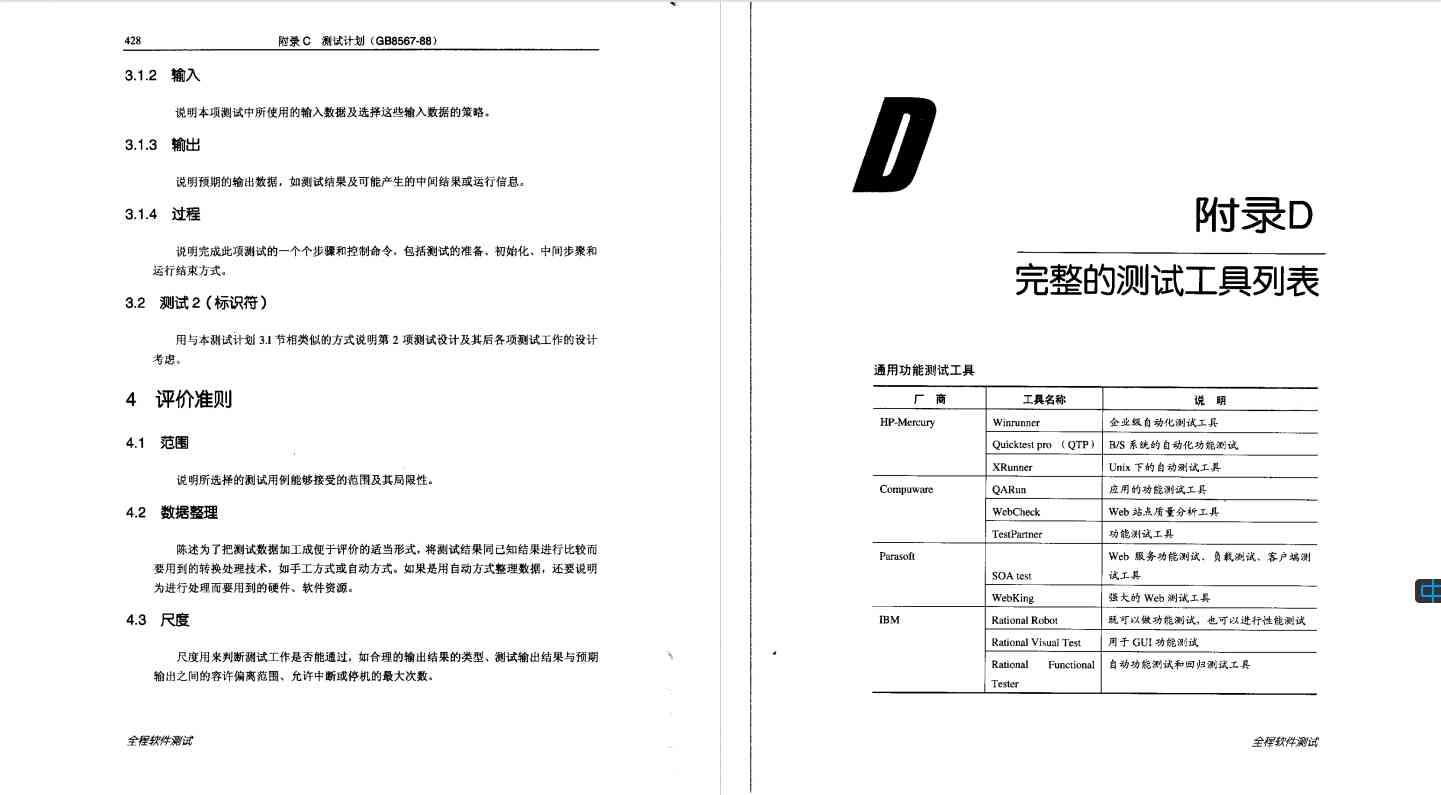 428 附录 C 测试计划（GB8567-88）
3.1.2 输入
说明本项测试中所使用的输入数据及选择这些输入数据的策略。
3.1.3 输出
说明预期的输出数据，如测试结果及可能产生的中间结果或运行信息。
3.1.4 过程
说明完成此项测试的一个个步骤和控制命令，包括测试的准备、初始化、中间步聚和
运行结束方式。
3.2 测试 2（标识符）
用与本测试计划 3.1 节相类似的方式说明第 2 项测试设计及其后各项测试工作的设计
考虑。
4 评价准则
4.1 范围
说明所选择的测试用例能够接受的范围及其局限性。
4.2 数据整理
陈述为了把测试数据加工成便于评价的适当形式，将测试结果同已知结果进行比较而
要用到的转换处理技术，如手工方式或自动方式。如果是用自动方式整理数据，还要说明
为进行处理而要用到的硬件、软件资源。
4.3 尺度
尺度用来判断测试工作是否能通过，如合理的输出结果的类型、测试输出结果与预期
输出之间的容许偏离范围、允许中断或停机的最大次数。
全程软件测试
D
附录D
完整的测试工具列表
通用功能测试工具
厂 商 工具名称 说 明
HP-Mercury Winrunner 企业级自动化测试工具
Quicktest pro （QTP） B/S 系统的自动化功能测试
XRunner Unix 下的自动测试工具
Compuware QARun 应用的功能测试工具
WebCheck Web 站点质量分析工具
TestPartner 功能测试工具
Parasoft Web 服务功能测试、负载测试、客户端测
SOA test 试工具
WebKing 强大的 Web 测试工具
IBM Rational Robot 既可以做功能测试，也可以进行性能测试
Rational Visual Test 用于 GUI 功能测试
Rational Functional 自动功能测试和回归测试工具
Tester
全程软件测试
中